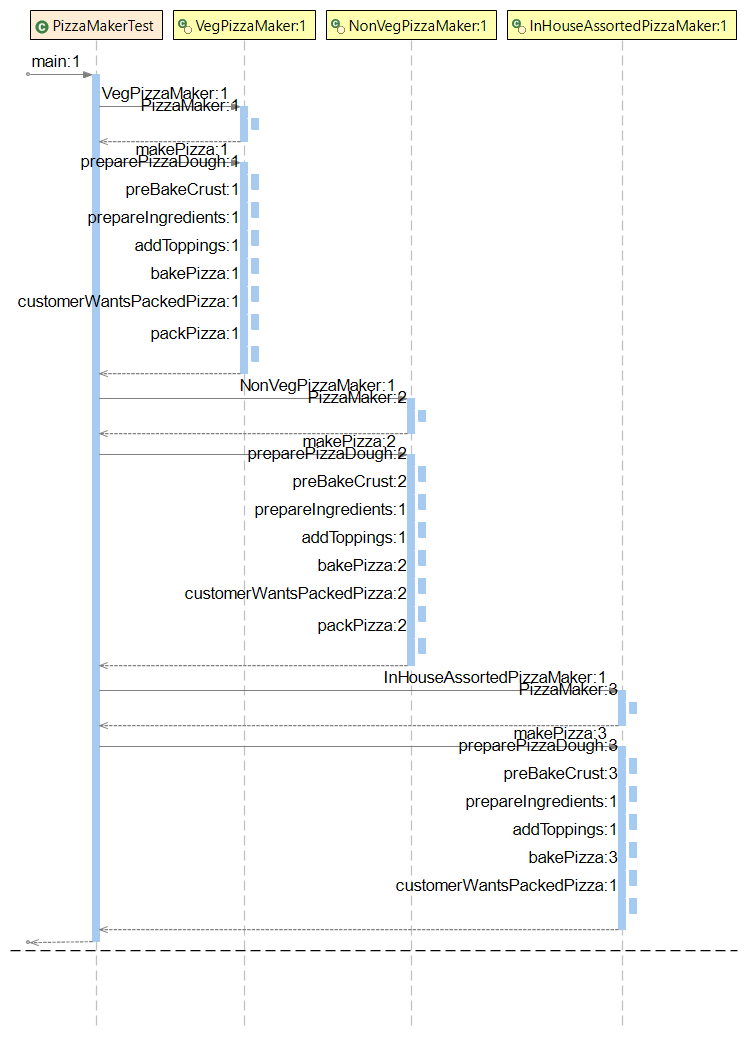 PizzaMakerTest
VegPizzaMaker:1
NonVegPizzaMaker:1
InHouseAssortedPizzaMaker:1
main:1
VegPizzaMaker:1
PizzaMaker:1
makePizza:1
preparePizzaDough:1
preBakeCrust:1
prepareIngredients:1
addToppings:1
bakePizza:1
customerWantsPackedPizza:1
packPizza:1
NonVegPizzaMaker:1
PizzaMaker:2
makePizza:2
preparePizzaDough:2
preBakeCrust:2
prepareIngredients:1
addToppings:1
bakePizza:2
customerWantsPackedPizza:2
packPizza:2
InHouseAssortedPizzaMaker:1
PizzaMaker:3
makePizza:3
preparePizzaDough:3
preBakeCrust:3
prepareIngredients:1
addToppings:1
bakePizza:3
customerWantsPackedPizza:1